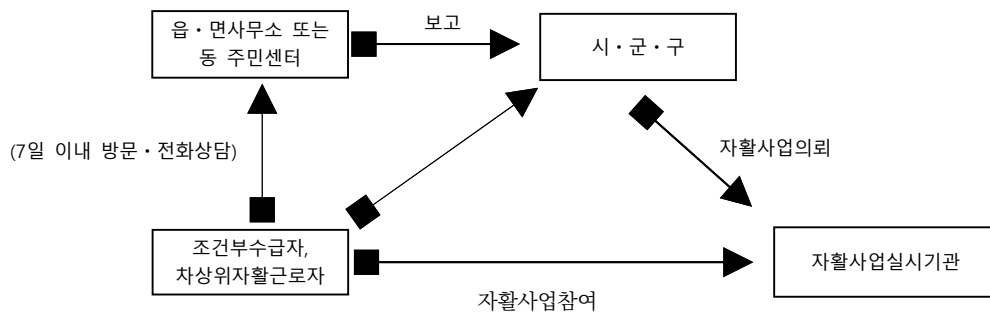 읍・면사무소 또는
동 주민센터
보고
시・군・구
(7일 이내 방문・전화상담)
자활사업의뢰
조건부수급자,
차상위자활근로자
자활사업실시기관
자활사업참여